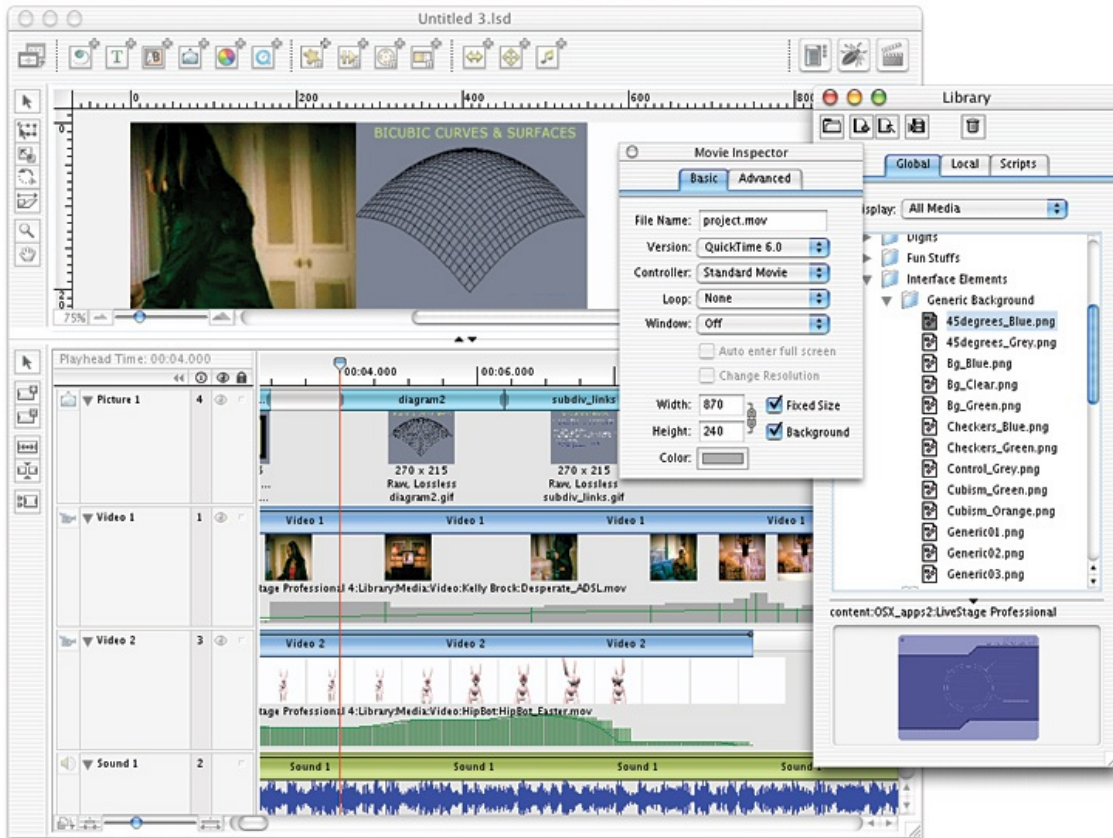 Untitled 3.lsd
0 200 400 600 800
BICUBIC CURVES & SURFACES
75%
Library
Global Local Scripts
Display: All Media
Digits
Fun Stuffs
Interface Elements
Generic Background
45degrees_Blue.png
45degrees_Grey.png
Bg_Blue.png
Bg_Clear.png
Bg_Green.png
Checkers_Blue.png
Checkers_Green.png
Control_Grey.png
Cubism_Green.png
Cubism_Orange.png
Generic01.png
Generic02.png
Generic03.png
content:OSX_apps2:LiveStage Professional
Movie Inspector
Basic Advanced
File Name: project.mov
Version: QuickTime 6.0
Controller: Standard Movie
Loop: None
Window: Off
Auto enter full screen
Change Resolution
Width: 870 Fixed Size
Height: 240 Background
Color:
Playhead Time: 00:04.000
00:04.000 00:06.000
Picture 1 4
diagram2 subdiv_links
270 x 215 270 x 215
Raw, Lossless Raw, Lossless
diagram2.gif subdiv_links.gif
Video 1 1
Video 1 Video 1 Video 1 Video 1
tage Professional 4:Library:Media:Video:Kelly Brock:Desperate_ADSL.mov
Video 2 3
Video 2 Video 2 Video 2
tage Professional 4:Library:Media:Video:HipBot:HipBot_Easter.mov
Sound 1 2
Sound 1 Sound 1 Sound 1 Sound 1